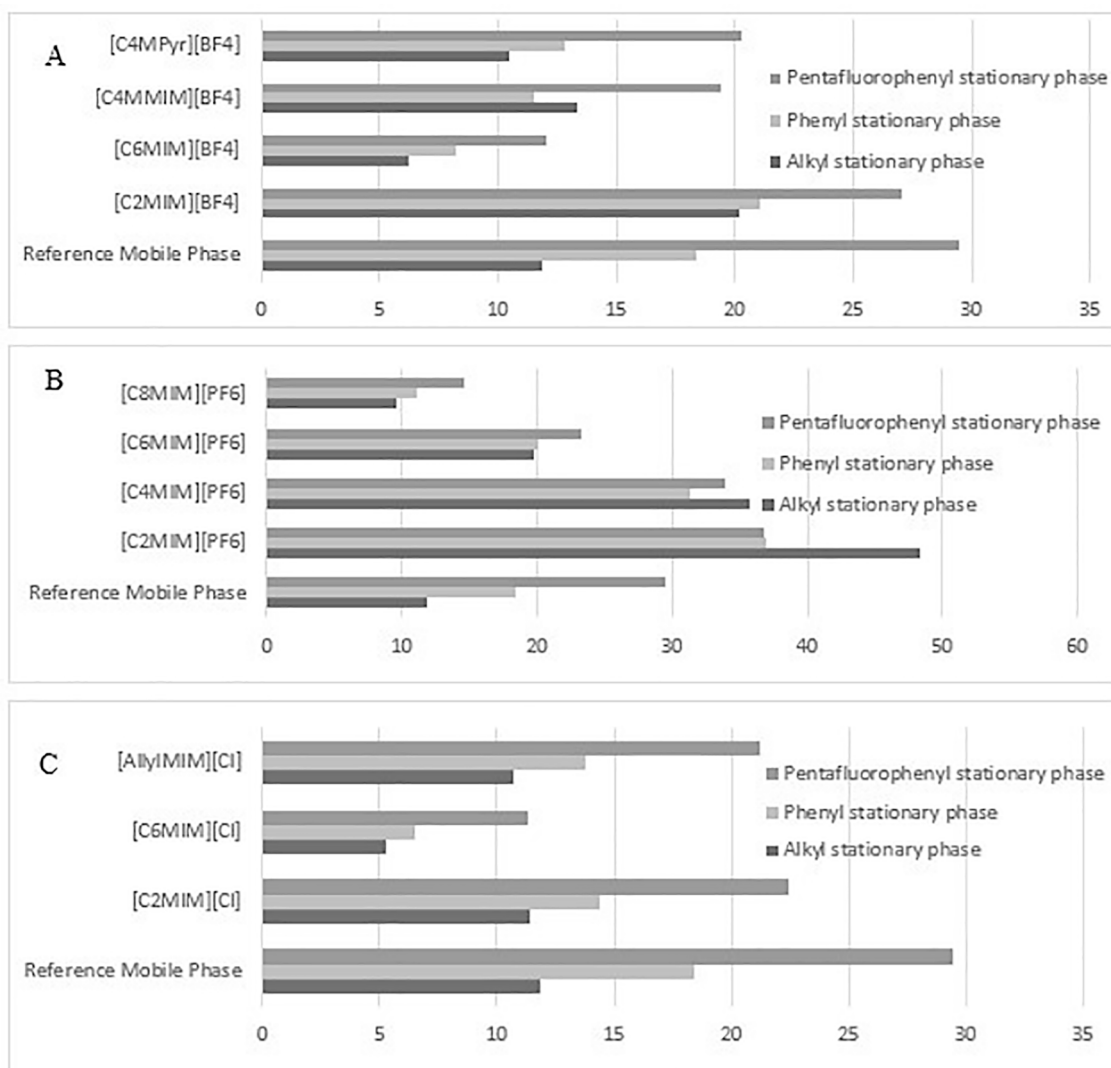 A
[C4MPyr][BF4]
[C4MMIM][BF4]
[C6MIM][BF4]
[C2MIM][BF4]
Reference Mobile Phase
Pentafluorophenyl stationary phase
Phenyl stationary phase
Alkyl stationary phase
0 5 10 15 20 25 30 35
B
[C8MIM][PF6]
[C6MIM][PF6]
[C4MIM][PF6]
[C2MIM][PF6]
Reference Mobile Phase
Pentafluorophenyl stationary phase
Phenyl stationary phase
Alkyl stationary phase
0 10 20 30 40 50 60
C
[AllylMIM][Cl]
[C6MIM][Cl]
[C2MIM][Cl]
Reference Mobile Phase
Pentafluorophenyl stationary phase
Phenyl stationary phase
Alkyl stationary phase
0 5 10 15 20 25 30 35